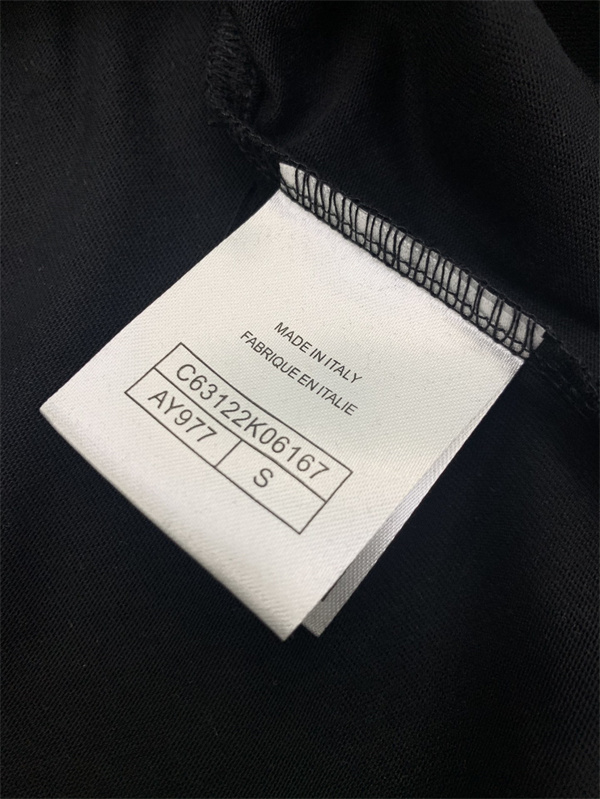 MADE IN ITALY
FABRIQUE EN ITALIE
C63122K06167
AY977 S